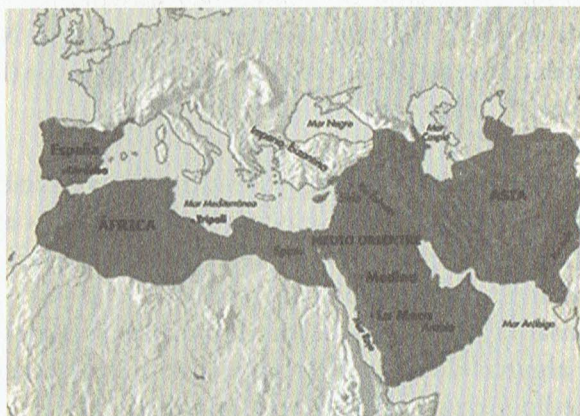 Mar Negro
Mar
Caspio
España
Imperio Bizantino
ASIA
Mar Mediterráneo
ÁFRICA
Trípoli
MEDIO ORIENTE
Egipto
Medina
La Meca
Arabia
Mar Rojo
Mar Arábigo